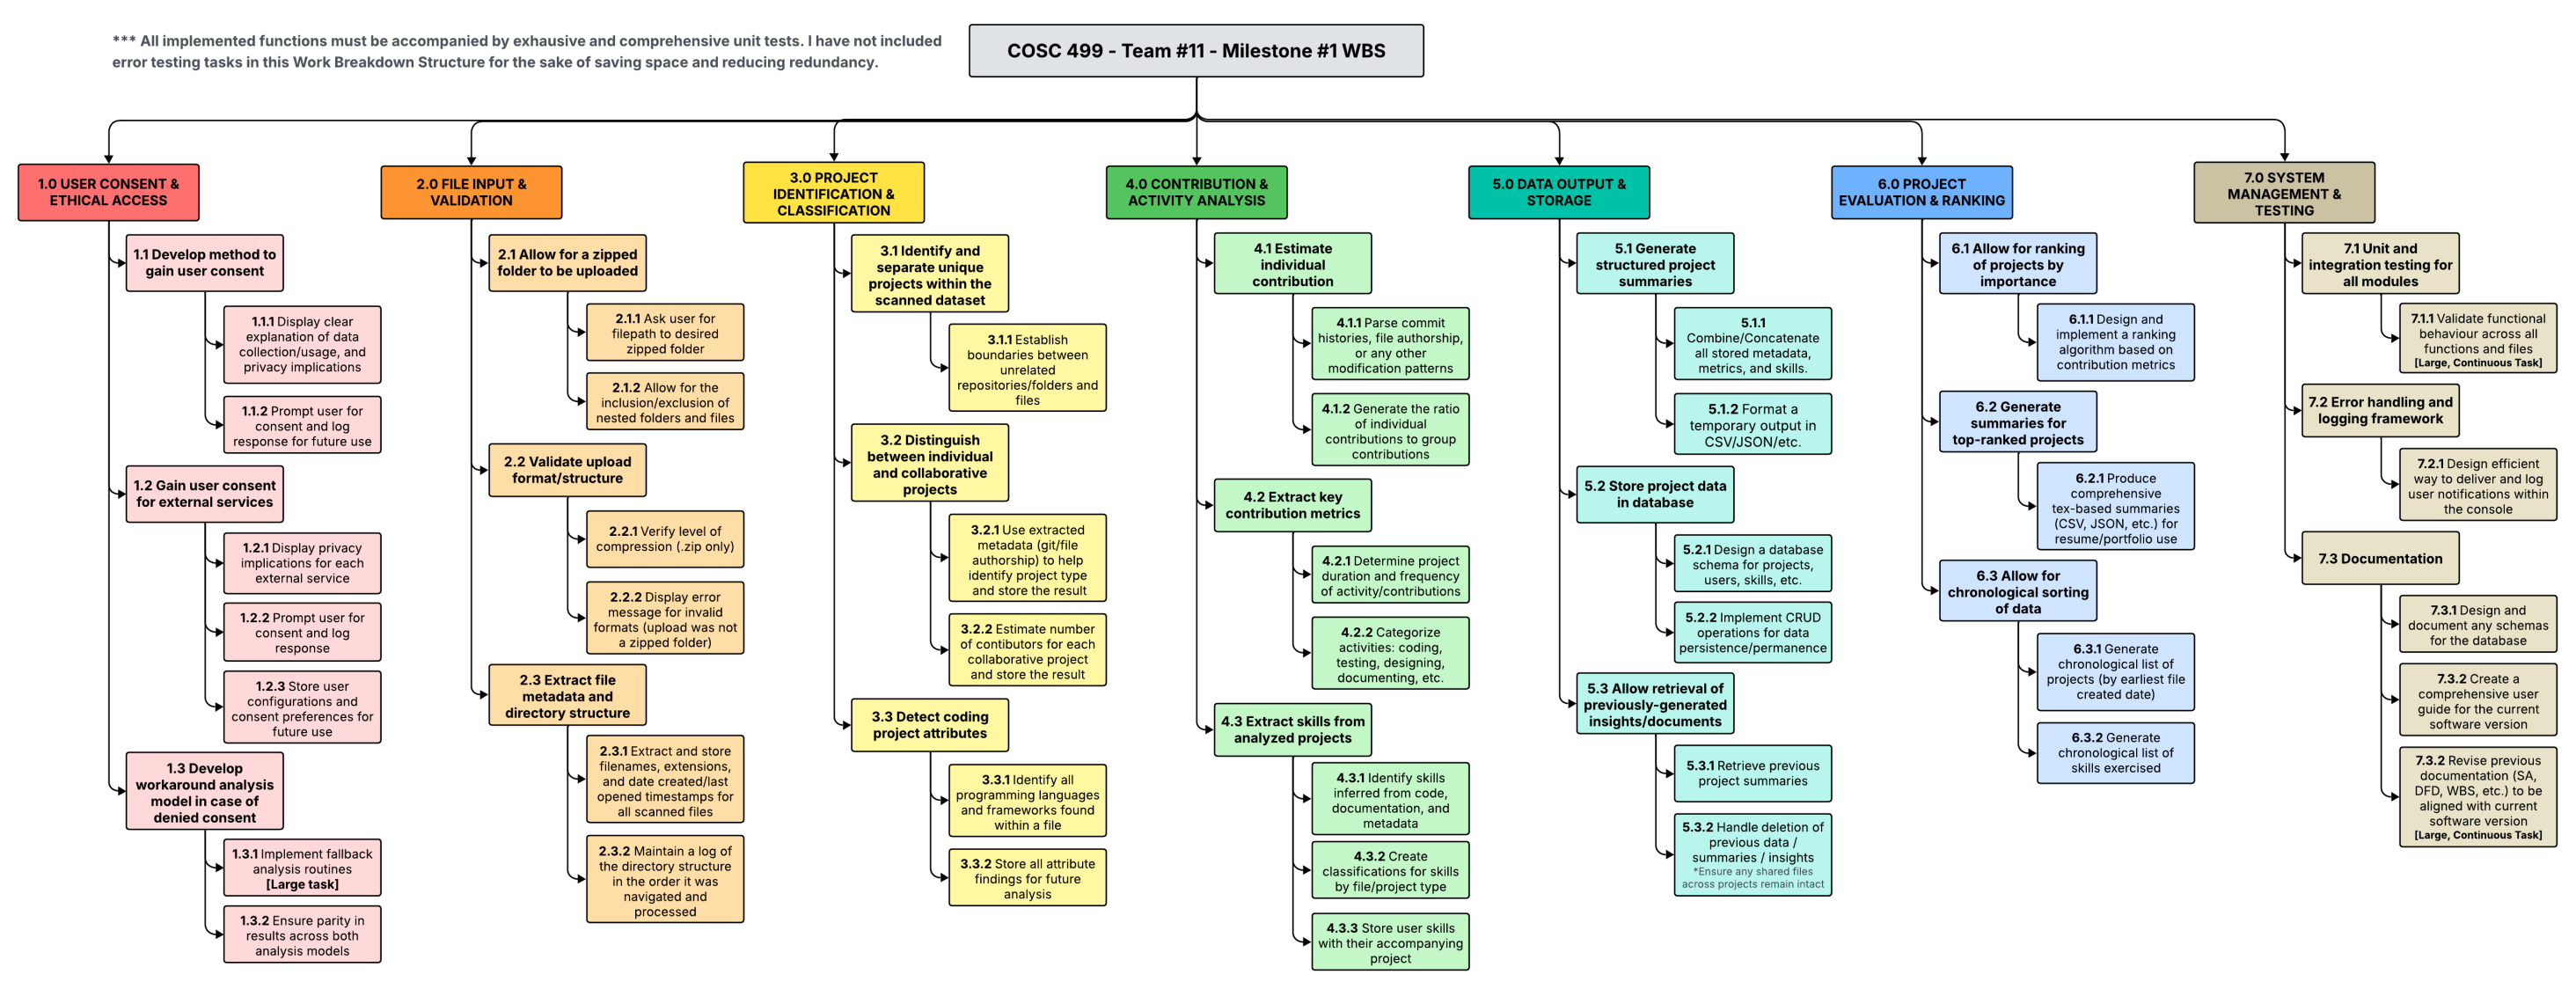 *** All implemented functions must be accompanied by exhausive and comprehensive unit tests. I have not included
error testing tasks in this Work Breakdown Structure for the sake of saving space and reducing redundancy.
COSC 499 - Team #11 - Milestone #1 WBS
1.0 USER CONSENT &
ETHICAL ACCESS
1.1 Develop method to
gain user consent
1.1.1 Display clear
explanation of data
collection/usage, and
privacy implications
1.1.2 Prompt user for
consent and log
response for future use
1.2 Gain user consent
for external services
1.2.1 Display privacy
implications for each
external service
1.2.2 Prompt user for
consent and log
response
1.2.3 Store user
configurations and
consent preferences for
future use
1.3 Develop
workaround analysis
model in case of
denied consent
1.3.1 Implement fallback
analysis routines
[Large task]
1.3.2 Ensure parity in
results across both
analysis models
2.0 FILE INPUT &
VALIDATION
2.1 Allow for a zipped
folder to be uploaded
2.1.1 Ask user for
filepath to desired
zipped folder
2.1.2 Allow for the
inclusion/exclusion of
nested folders and files
2.2 Validate upload
format/structure
2.2.1 Verify level of
compression (.zip only)
2.2.2 Display error
message for invalid
formats (upload was not
a zipped folder)
2.3 Extract file
metadata and
directory structure
2.3.1 Extract and store
filenames, extensions,
and date created/last
opened timestamps for
all scanned files
2.3.2 Maintain a log of
the directory structure
in the order it was
navigated and
processed
3.0 PROJECT
IDENTIFICATION &
CLASSIFICATION
3.1 Identify and
separate unique
projects within the
scanned dataset
3.1.1 Establish
boundaries between
unrelated
repositories/folders and
files
3.2 Distinguish
between individual
and collaborative
projects
3.2.1 Use extracted
metadata (git/file
authorship) to help
identify project type
and store the result
3.2.2 Estimate number
of contibutors for each
collaborative project
and store the result
3.3 Detect coding
project attributes
3.3.1 Identify all
programming languages
and frameworks found
within a file
3.3.2 Store all attribute
findings for future
analysis
4.0 CONTRIBUTION &
ACTIVITY ANALYSIS
4.1 Estimate
individual
contribution
4.1.1 Parse commit
histories, file authorship,
or any other
modification patterns
4.1.2 Generate the ratio
of individual
contributions to group
contributions
4.2 Extract key
contribution metrics
4.2.1 Determine project
duration and frequency
of activity/contributions
4.2.2 Categorize
activities: coding,
testing, designing,
documenting, etc.
4.3 Extract skills from
analyzed projects
4.3.1 Identify skills
inferred from code,
documentation, and
metadata
4.3.2 Create
classifications for skills
by file/project type
4.3.3 Store user skills
with their accompanying
project
5.0 DATA OUTPUT &
STORAGE
5.1 Generate
structured project
summaries
5.1.1
Combine/Concatenate
all stored metadata,
metrics, and skills.
5.1.2 Format a
temporary output in
CSV/JSON/etc.
5.2 Store project data
in database
5.2.1 Design a database
schema for projects,
users, skills, etc.
5.2.2 Implement CRUD
operations for data
persistence/permanence
5.3 Allow retrieval of
previously-generated
insights/documents
5.3.1 Retrieve previous
project summaries
5.3.2 Handle deletion of
previous data /
summaries / insights
*Ensure any shared files
across projects remain intact
6.0 PROJECT
EVALUATION & RANKING
6.1 Allow for ranking
of projects by
importance
6.1.1 Design and
implement a ranking
algorithm based on
contribution metrics
6.2 Generate
summaries for
top-ranked projects
6.2.1 Produce
comprehensive
tex-based summaries
(CSV, JSON, etc.) for
resume/portfolio use
6.3 Allow for
chronological sorting
of data
6.3.1 Generate
chronological list of
projects (by earliest file
created date)
6.3.2 Generate
chronological list of
skills exercised
7.0 SYSTEM
MANAGEMENT &
TESTING
7.1 Unit and
integration testing for
all modules
7.1.1 Validate functional
behaviour across all
functions and files
[Large, Continuous Task]
7.2 Error handling and
logging framework
7.2.1 Design efficient
way to deliver and log
user notifications within
the console
7.3 Documentation
7.3.1 Design and
document any schemas
for the database
7.3.2 Create a
comprehensive user
guide for the current
software version
7.3.2 Revise previous
documentation (SA,
DFD, WBS, etc.) to be
aligned with current
software version
[Large, Continuous Task]